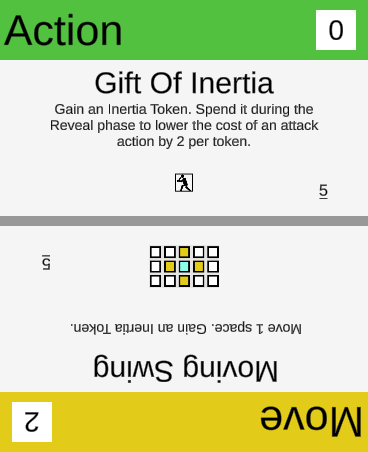 Action
0
Gift Of Inertia
Gain an Inertia Token. Spend it during the
Reveal phase to lower the cost of an attack
action by 2 per token.
5
5
Move 1 space. Gain an Inertia Token.
Moving Swing
Move
2